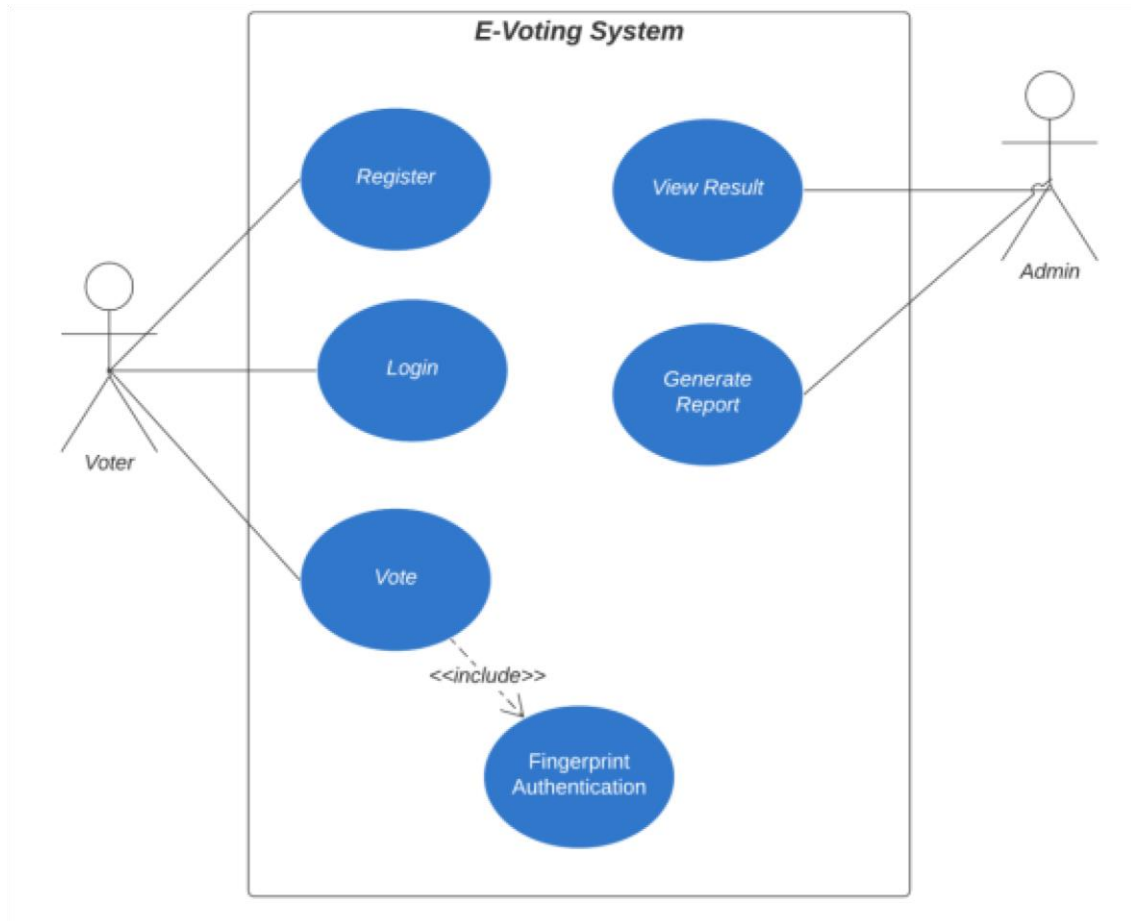 E-Voting System
Register
View Result
Admin
Login
Generate
Report
Voter
Vote
<<include>>
Fingerprint
Authentication